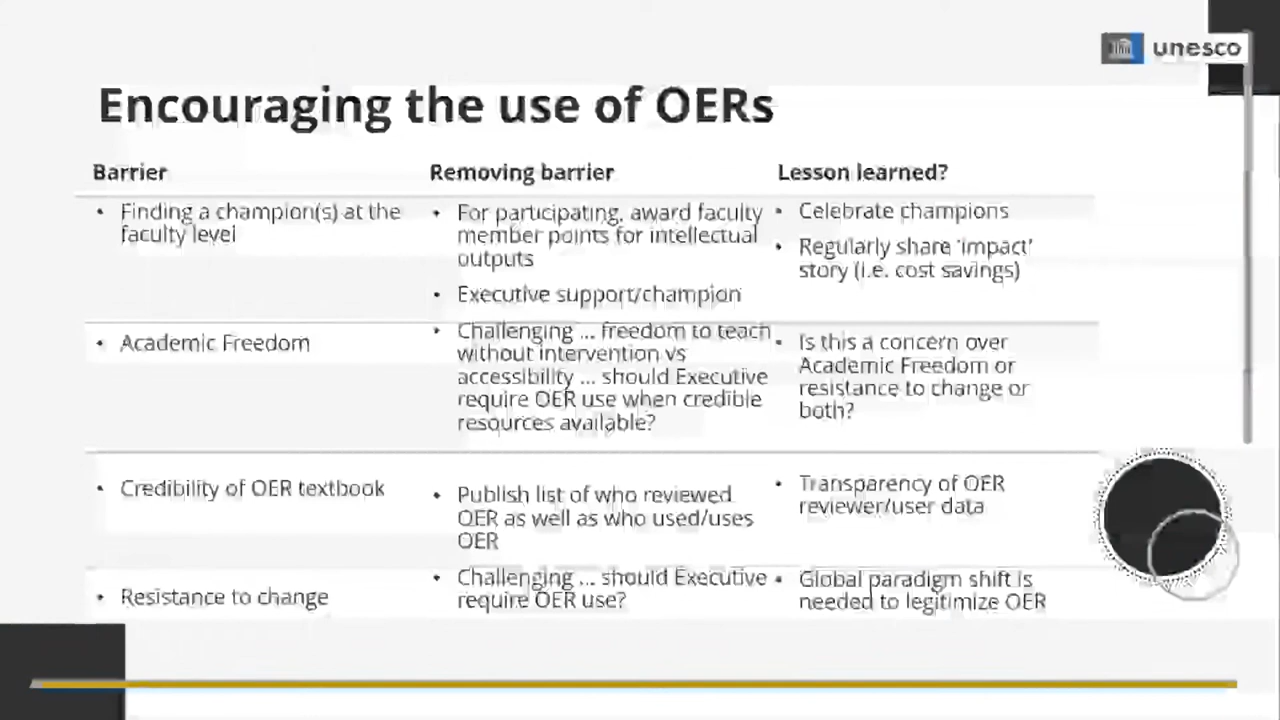 unesco
Encouraging the use of OERs
Barrier
Removing barrier
Lesson learned?
• Finding a champion(s) at the
faculty level
• For participating, award faculty
member points for intellectual
outputs
• Executive support/champion
• Celebrate champions
• Regularly share 'impact'
story (i.e. cost savings)
• Academic Freedom
• Challenging ... freedom to teach
without intervention vs
accessibility ... should Executive
require OER use when credible
resources available?
• Is this a concern over
Academic Freedom or
resistance to change or
both?
• Credibility of OER textbook
• Publish list of who reviewed
OER as well as who used/uses
OER
• Transparency of OER
reviewer/user data
• Resistance to change
• Challenging ... should Executive
require OER use?
• Global paradigm shift is
needed to legitimize OER